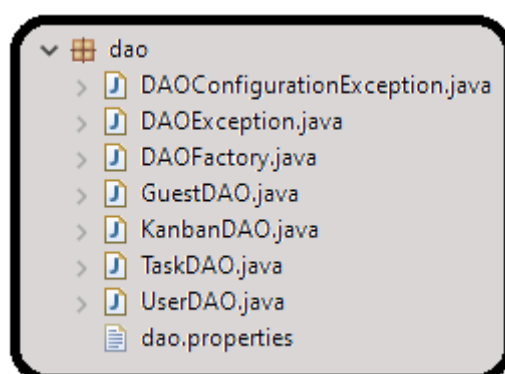 dao
DAOConfigurationException.java
DAOException.java
DAOFactory.java
GuestDAO.java
KanbanDAO.java
TaskDAO.java
UserDAO.java
dao.properties